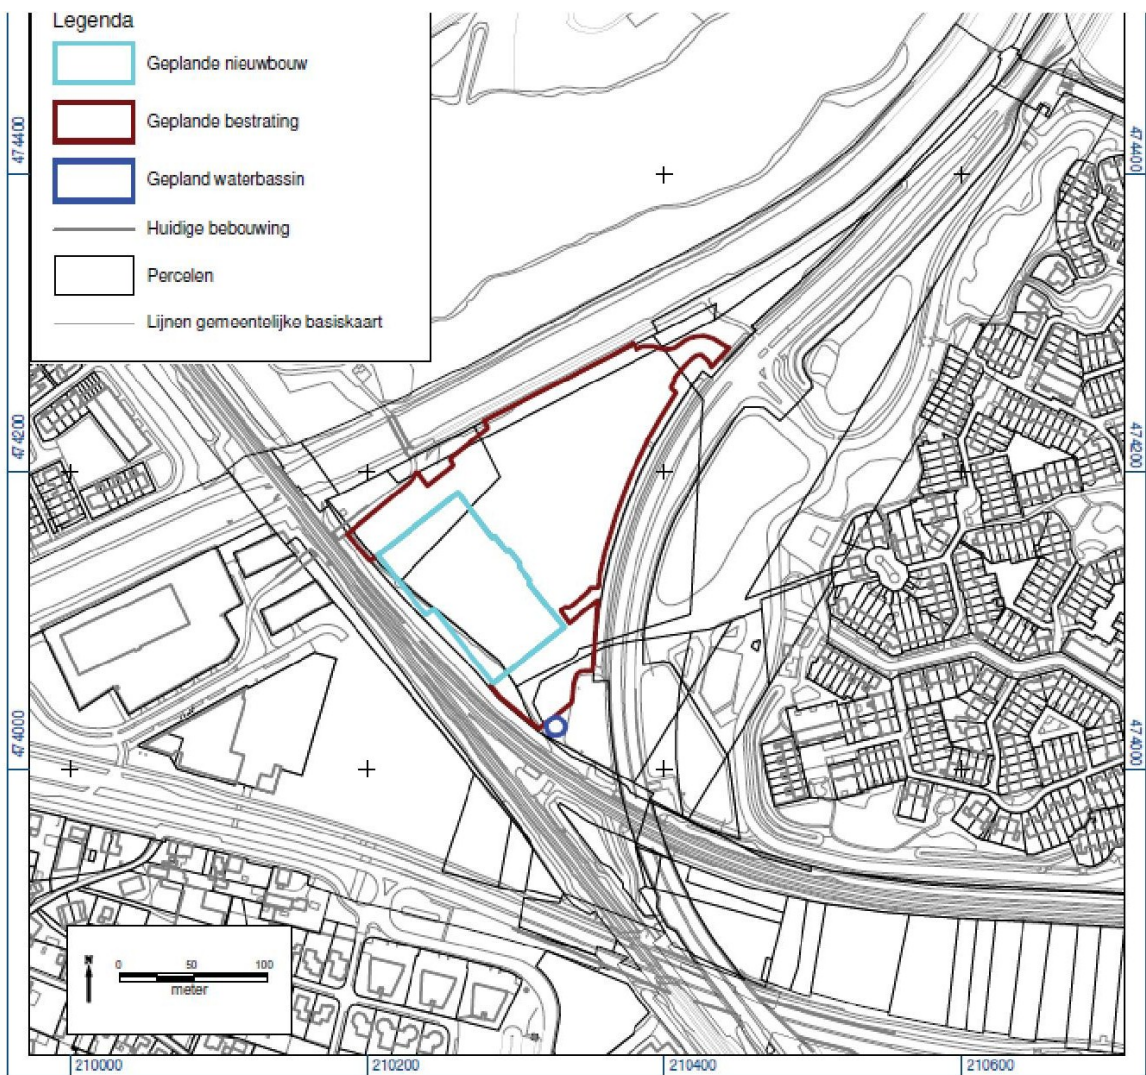 Legenda
Geplande nieuwbouw
Geplande bestrating
Gepland waterbassin
Huidige bebouwing
Percelen
Lijnen gemeentelijke basiskaart
474400
474400
474200
474200
474000
474000
N
0 50 100
meter
210000 210200 210400 210600